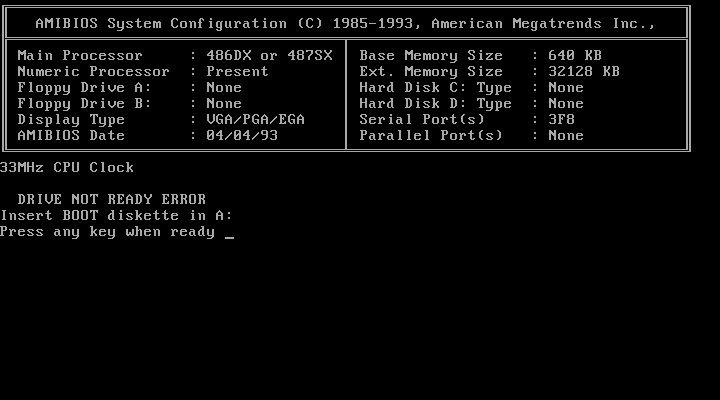 AMIBIOS System Configuration (C) 1985-1993, American Megatrends Inc.,
Main Processor : 486DX or 487SX Base Memory Size : 640 KB
Numeric Processor : Present Ext. Memory Size : 32128 KB
Floppy Drive A: : None Hard Disk C: Type : None
Floppy Drive B: : None Hard Disk D: Type : None
Display Type : VGA/PGA/EGA Serial Port(s) : 3F8
AMIBIOS Date : 04/04/93 Parallel Port(s) : None
33MHz CPU Clock
DRIVE NOT READY ERROR
Insert BOOT diskette in A:
Press any key when ready _